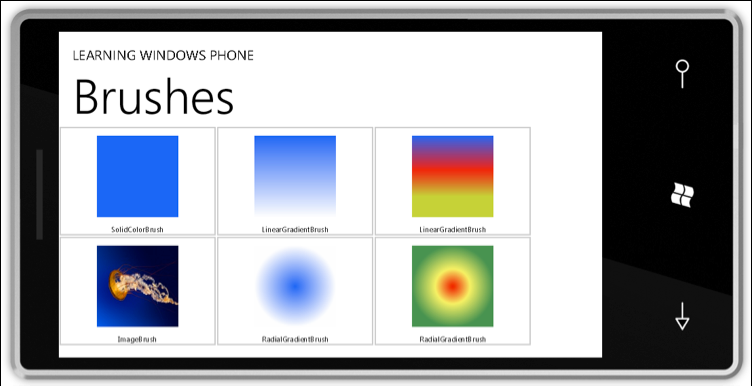 LEARNING WINDOWS PHONE
Brushes
SolidColorBrush
LinearGradientBrush
LinearGradientBrush
ImageBrush
RadialGradientBrush
RadialGradientBrush